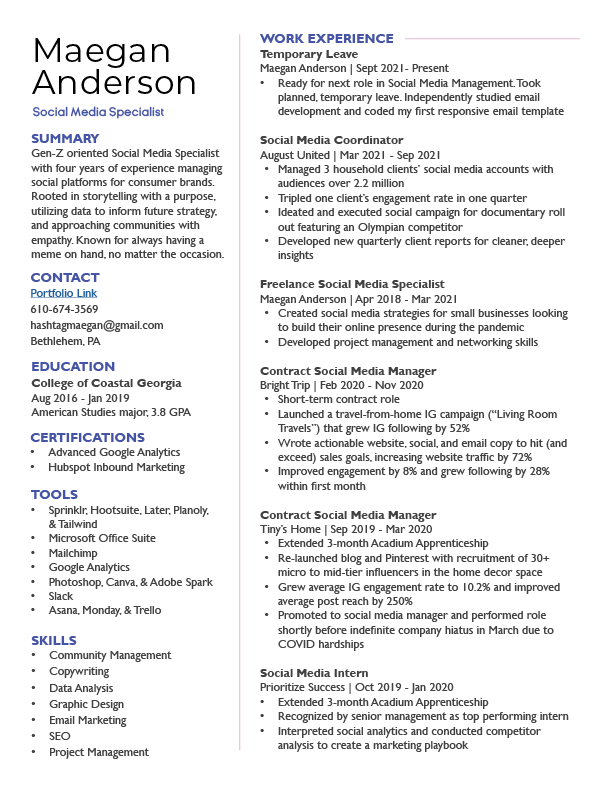 Maegan
Anderson
Social Media Specialist
SUMMARY
Gen-Z oriented Social Media Specialist
with four years of experience managing
social platforms for consumer brands.
Rooted in storytelling with a purpose,
utilizing data to inform future strategy,
and approaching communities with
empathy. Known for always having a
meme on hand, no matter the occasion.
CONTACT
Portfolio Link
610-674-3569
hashtagmaegan@gmail.com
Bethlehem, PA
EDUCATION
College of Coastal Georgia
Aug 2016 - Jan 2019
American Studies major, 3.8 GPA
CERTIFICATIONS
• Advanced Google Analytics
• Hubspot Inbound Marketing
TOOLS
• Sprinklr, Hootsuite, Later, Planoly,
& Tailwind
• Microsoft Office Suite
• Mailchimp
• Google Analytics
• Photoshop, Canva, & Adobe Spark
• Slack
• Asana, Monday, & Trello
SKILLS
• Community Management
• Copywriting
• Data Analysis
• Graphic Design
• Email Marketing
• SEO
• Project Management
WORK EXPERIENCE
Temporary Leave
Maegan Anderson | Sept 2021- Present
• Ready for next role in Social Media Management. Took
planned, temporary leave. Independently studied email
development and coded my first responsive email template
Social Media Coordinator
August United | Mar 2021 - Sep 2021
• Managed 3 household clients’ social media accounts with
audiences over 2.2 million
• Tripled one client’s engagement rate in one quarter
• Ideated and executed social campaign for documentary roll
out featuring an Olympian competitor
• Developed new quarterly client reports for cleaner, deeper
insights
Freelance Social Media Specialist
Maegan Anderson | Apr 2018 - Mar 2021
• Created social media strategies for small businesses looking
to build their online presence during the pandemic
• Developed project management and networking skills
Contract Social Media Manager
Bright Trip | Feb 2020 - Nov 2020
• Short-term contract role
• Launched a travel-from-home IG campaign (“Living Room
Travels”) that grew IG following by 52%
• Wrote actionable website, social, and email copy to hit (and
exceed) sales goals, increasing website traffic by 72%
• Improved engagement by 8% and grew following by 28%
within first month
Contract Social Media Manager
Tiny’s Home | Sep 2019 - Mar 2020
• Extended 3-month Acadium Apprenticeship
• Re-launched blog and Pinterest with recruitment of 30+
micro to mid-tier influencers in the home decor space
• Grew average IG engagement rate to 10.2% and improved
average post reach by 250%
• Promoted to social media manager and performed role
shortly before indefinite company hiatus in March due to
COVID hardships
Social Media Intern
Prioritize Success | Oct 2019 - Jan 2020
• Extended 3-month Acadium Apprenticeship
• Recognized by senior management as top performing intern
• Interpreted social analytics and conducted competitor
analysis to create a marketing playbook